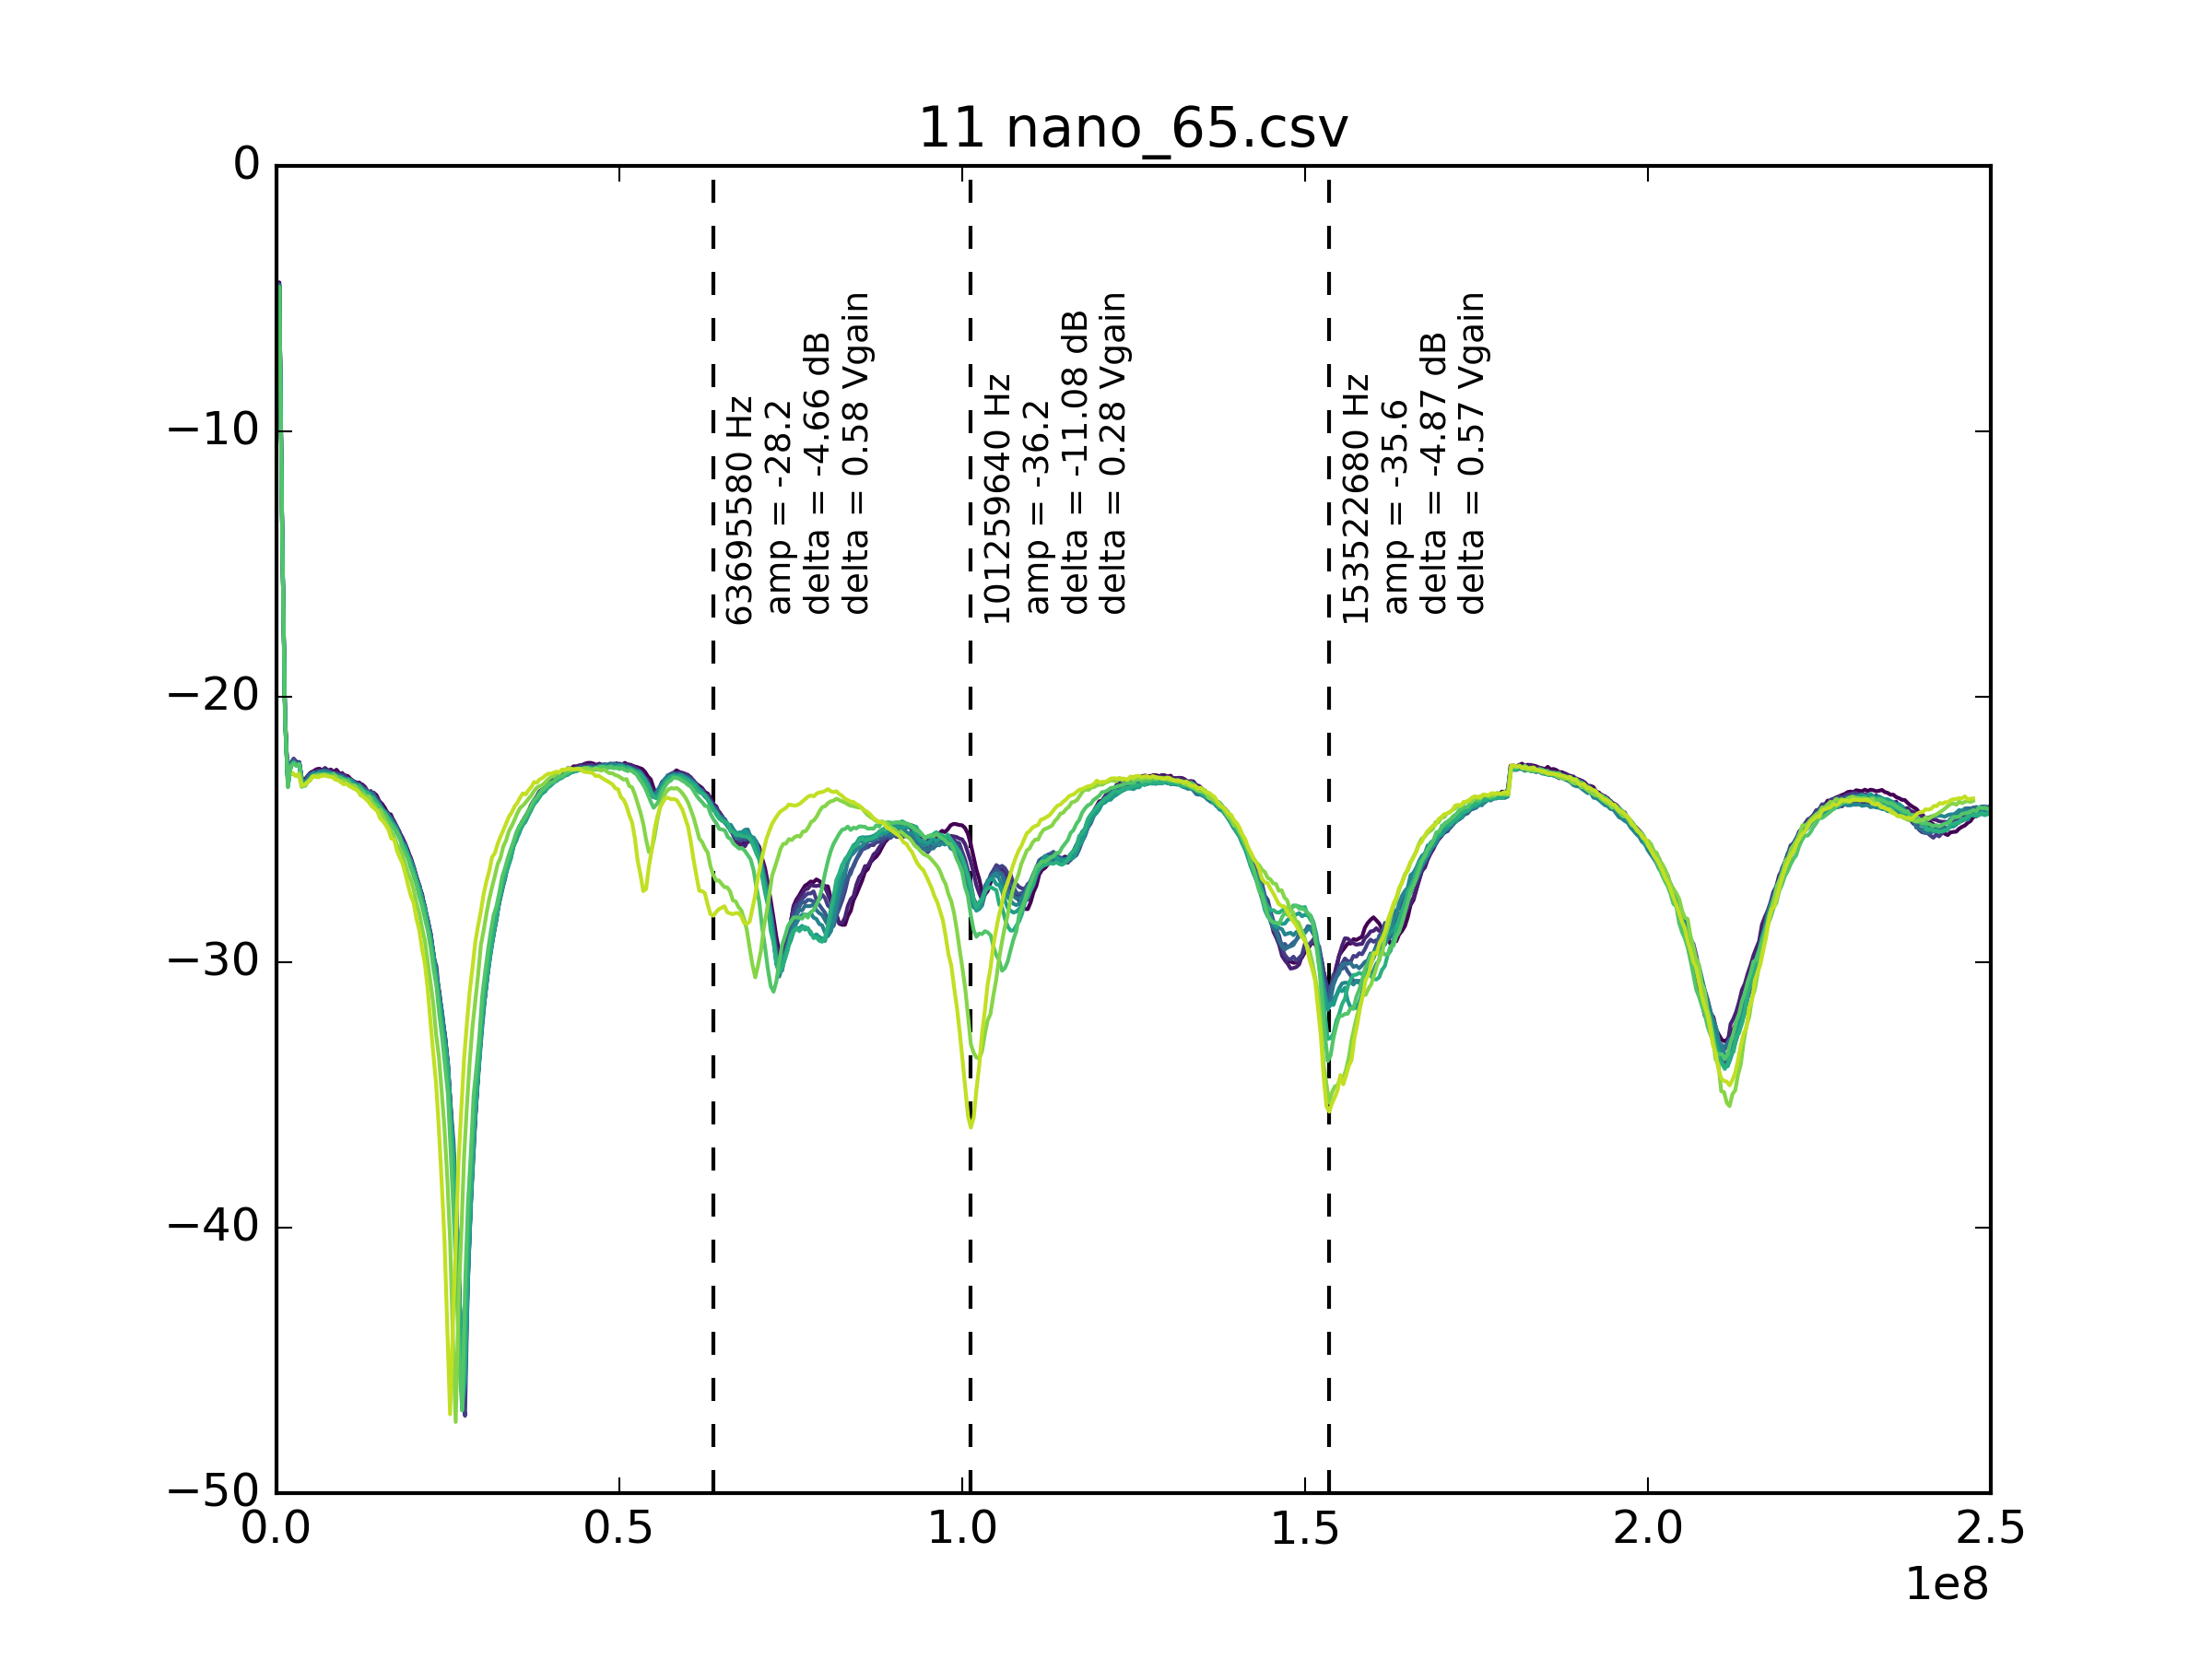 11 nano_65.csv
0
−10
−20
−30
−40
−50
63695580 Hz
amp = -28.2
delta = -4.66 dB
delta = 0.58 Vgain
101259640 Hz
amp = -36.2
delta = -11.08 dB
delta = 0.28 Vgain
153522680 Hz
amp = -35.6
delta = -4.87 dB
delta = 0.57 Vgain
0.0 0.5 1.0 1.5 2.0 2.5
1e8